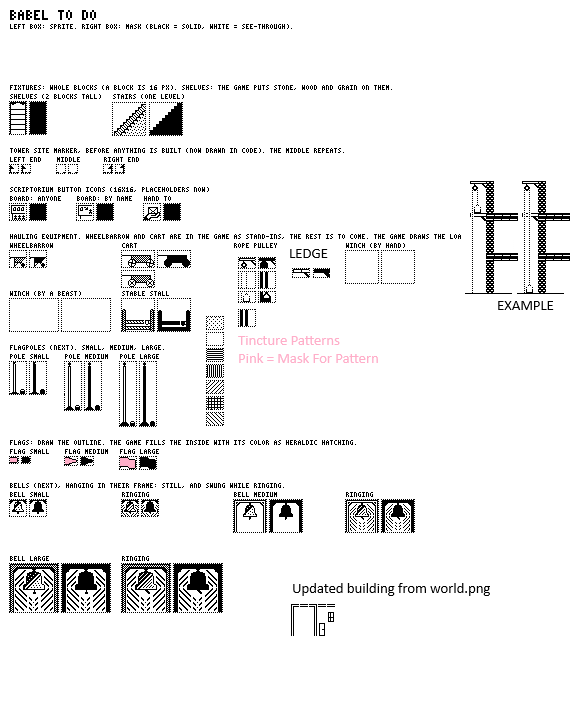 BABEL TO DO
LEFT BOX: SPRITE. RIGHT BOX: MASK (BLACK = SOLID, WHITE = SEE-THROUGH).
FIXTURES: WHOLE BLOCKS (A BLOCK IS 16 PX). SHELVES: THE GAME PUTS STONE, WOOD AND GRAIN ON THEM.
SHELVES (2 BLOCKS TALL) STAIRS (ONE LEVEL)
TOWER SITE MARKER, BEFORE ANYTHING IS BUILT (NOW DRAWN IN CODE). THE MIDDLE REPEATS.
LEFT END MIDDLE RIGHT END
SCRIPTORIUM BUTTON ICONS (16X16, PLACEHOLDERS NOW)
BOARD: ANYONE BOARD: BY NAME HAND TO
HAULING EQUIPMENT. WHEELBARROW AND CART ARE IN THE GAME AS STAND-INS, THE REST IS TO COME. THE GAME DRAWS THE LOA
WHEELBARROW CART ROPE PULLEY LEDGE WINCH (BY HAND)
EXAMPLE
WINCH (BY A BEAST) STABLE STALL
Tincture Patterns
Pink = Mask For Pattern
FLAGPOLES (NEXT). SMALL, MEDIUM, LARGE.
POLE SMALL POLE MEDIUM POLE LARGE
FLAGS: DRAW THE OUTLINE. THE GAME FILLS THE INSIDE WITH ITS COLOR AS HERALDIC HATCHING.
FLAG SMALL FLAG MEDIUM FLAG LARGE
BELLS (NEXT), HANGING IN THEIR FRAME: STILL, AND SWUNG WHILE RINGING.
BELL SMALL RINGING BELL MEDIUM RINGING
BELL LARGE RINGING
Updated building from world.png